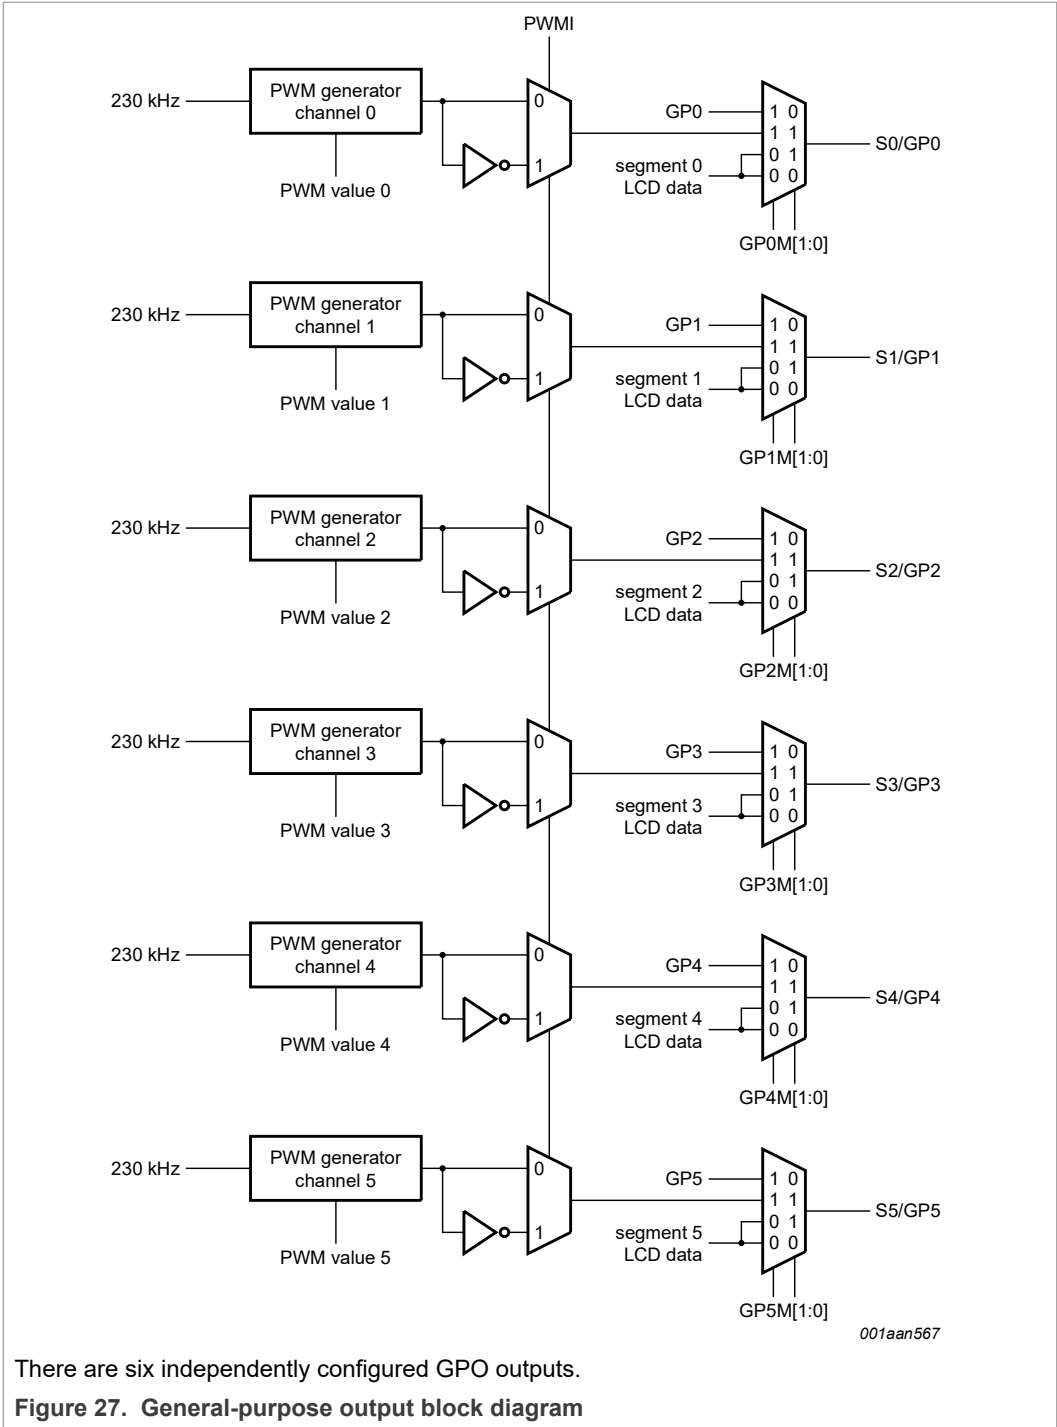 PWMI
230 kHz
PWM generator
channel 0
PWM value 0
0
1
GP0
segment 0
LCD data
1 0
1 1
0 1
0 0
S0/GP0
GP0M[1:0]
230 kHz
PWM generator
channel 1
PWM value 1
0
1
GP1
segment 1
LCD data
1 0
1 1
0 1
0 0
S1/GP1
GP1M[1:0]
230 kHz
PWM generator
channel 2
PWM value 2
0
1
GP2
segment 2
LCD data
1 0
1 1
0 1
0 0
S2/GP2
GP2M[1:0]
230 kHz
PWM generator
channel 3
PWM value 3
0
1
GP3
segment 3
LCD data
1 0
1 1
0 1
0 0
S3/GP3
GP3M[1:0]
230 kHz
PWM generator
channel 4
PWM value 4
0
1
GP4
segment 4
LCD data
1 0
1 1
0 1
0 0
S4/GP4
GP4M[1:0]
230 kHz
PWM generator
channel 5
PWM value 5
0
1
GP5
segment 5
LCD data
1 0
1 1
0 1
0 0
S5/GP5
GP5M[1:0]
001aan567
There are six independently configured GPO outputs.
Figure 27. General-purpose output block diagram